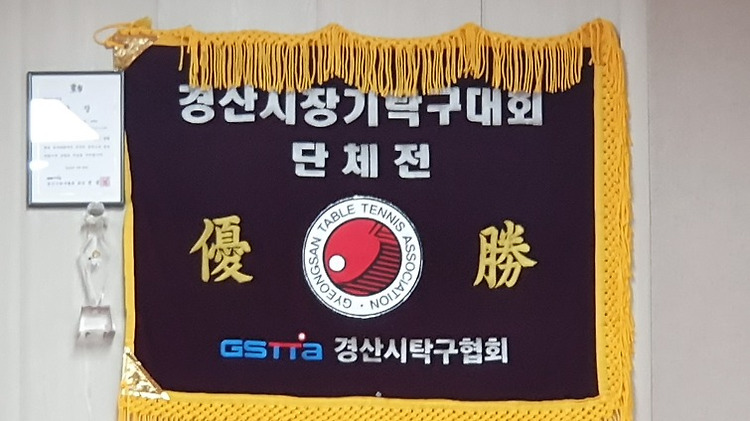 경산시장기탁구대회
단체전
優 勝
GYEONGSAN TABLE TENNIS ASSOCIATION
GSTTa 경산시탁구협회